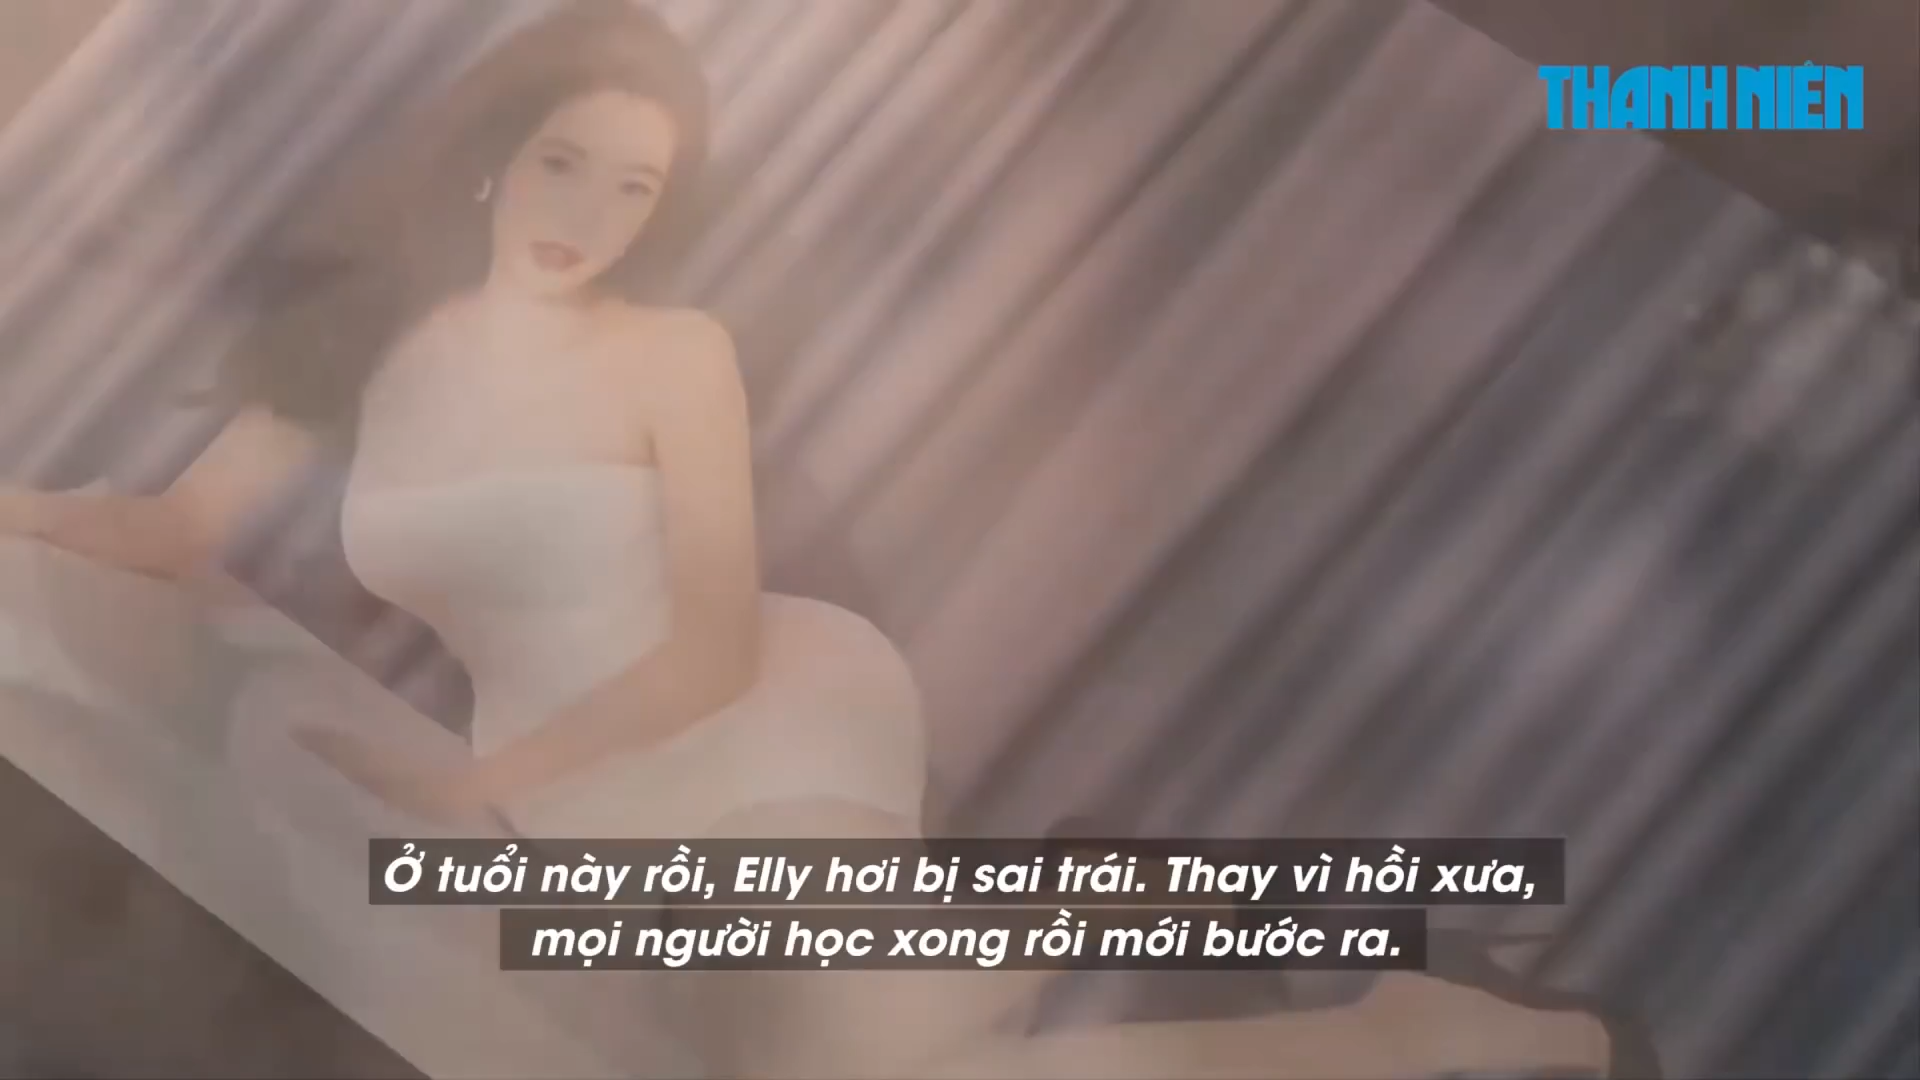 THANH NIÊN
Ở tuổi này rồi, Elly hơi bị sai trái. Thay vì hồi xưa,
mọi người học xong rồi mới bước ra.